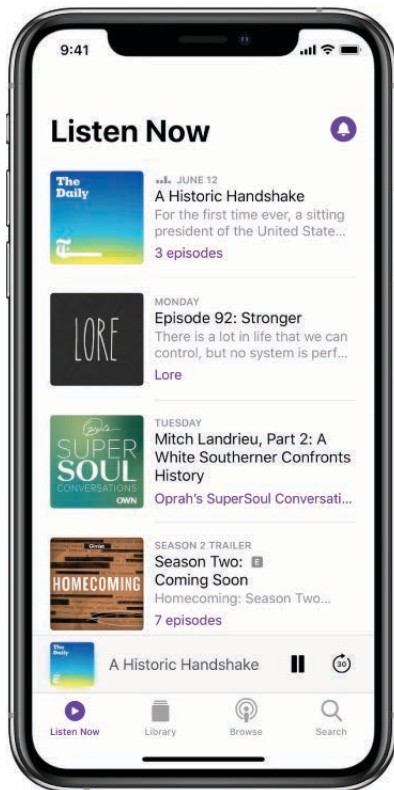 9:41
Listen Now
The
Daily
JUNE 12
A Historic Handshake
For the first time ever, a sitting
president of the United State...
3 episodes
LORE
MONDAY
Episode 92: Stronger
There is a lot in life that we can
control, but no system is perf...
Lore
Oprah's
SUPER
SOUL
CONVERSATIONS
OWN
TUESDAY
Mitch Landrieu, Part 2: A
White Southerner Confronts
History
Oprah's SuperSoul Conversati...
Gimlet
HOMECOMING
SEASON 2 TRAILER
Season Two: E
Coming Soon
Homecoming: Season Two...
7 episodes
The
Daily
A Historic Handshake
30
Listen Now
Library
Browse
Search